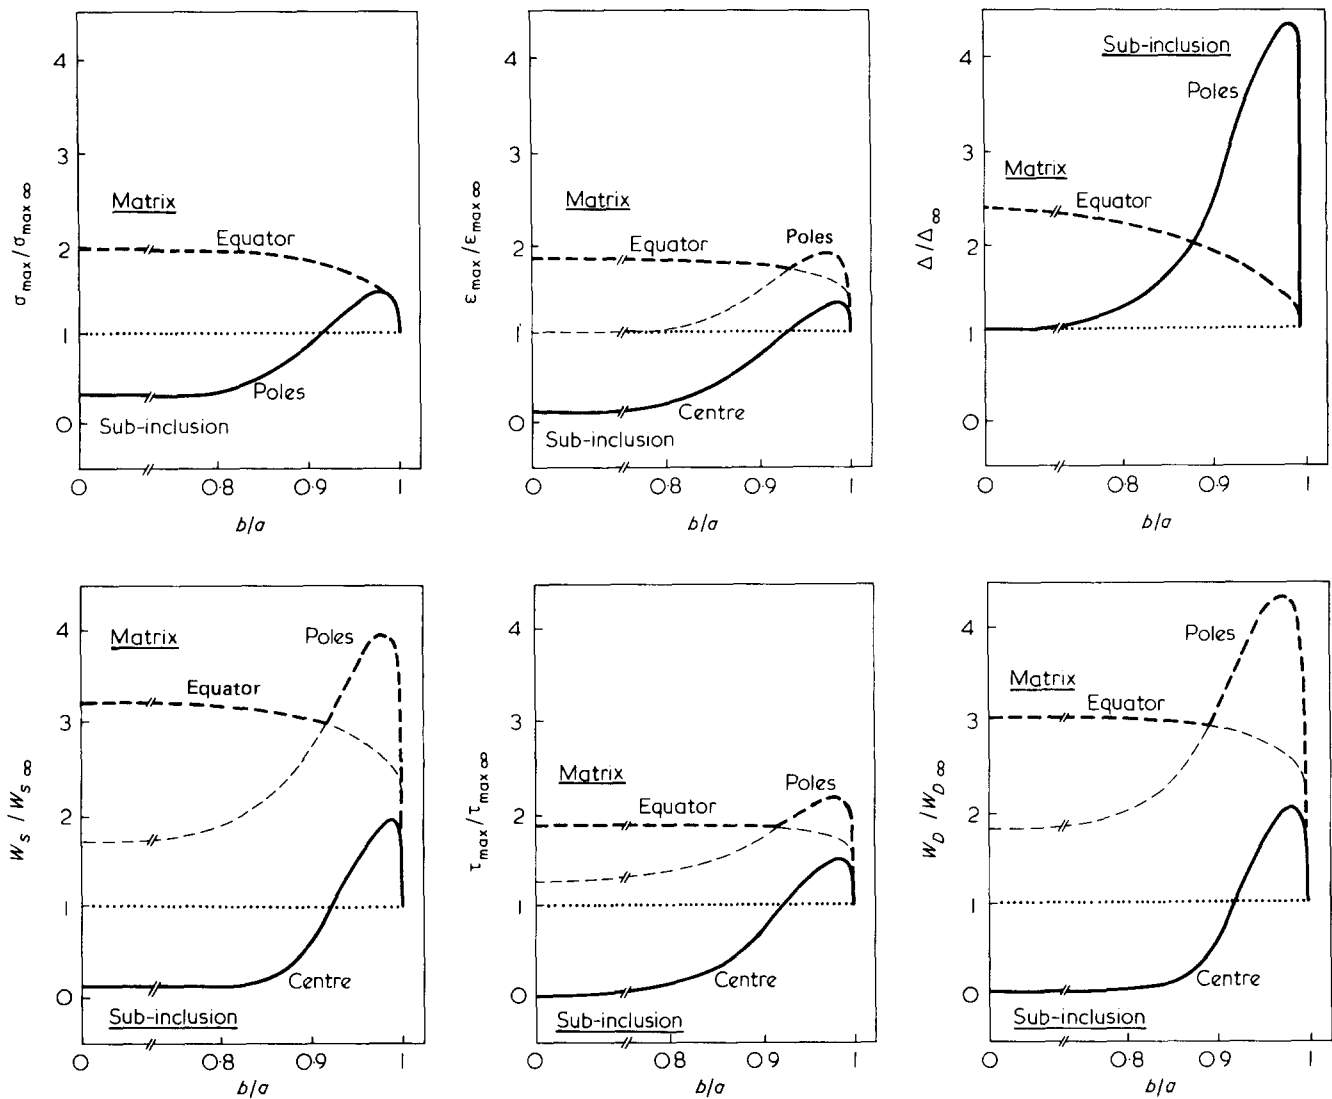 4
3
2
1
0
σ max / σ max ∞
Matrix
Equator
Poles
Sub-inclusion
0 0·8 0·9 1
b/a
4
3
2
1
0
ε max / ε max ∞
Matrix
Equator
Poles
Centre
Sub-inclusion
0 0·8 0·9 1
b/a
4
3
2
1
0
Δ / Δ ∞
Sub-inclusion
Poles
Matrix
Equator
0 0·8 0·9 1
b/a
4
3
2
1
0
W S / W S ∞
Matrix
Poles
Equator
Centre
Sub-inclusion
0 0·8 0·9 1
b/a
4
3
2
1
0
τ max / τ max ∞
Matrix
Poles
Equator
Centre
Sub-inclusion
0 0·8 0·9 1
b/a
4
3
2
1
0
W D / W D ∞
Poles
Matrix
Equator
Centre
Sub-inclusion
0 0·8 0·9 1
b/a